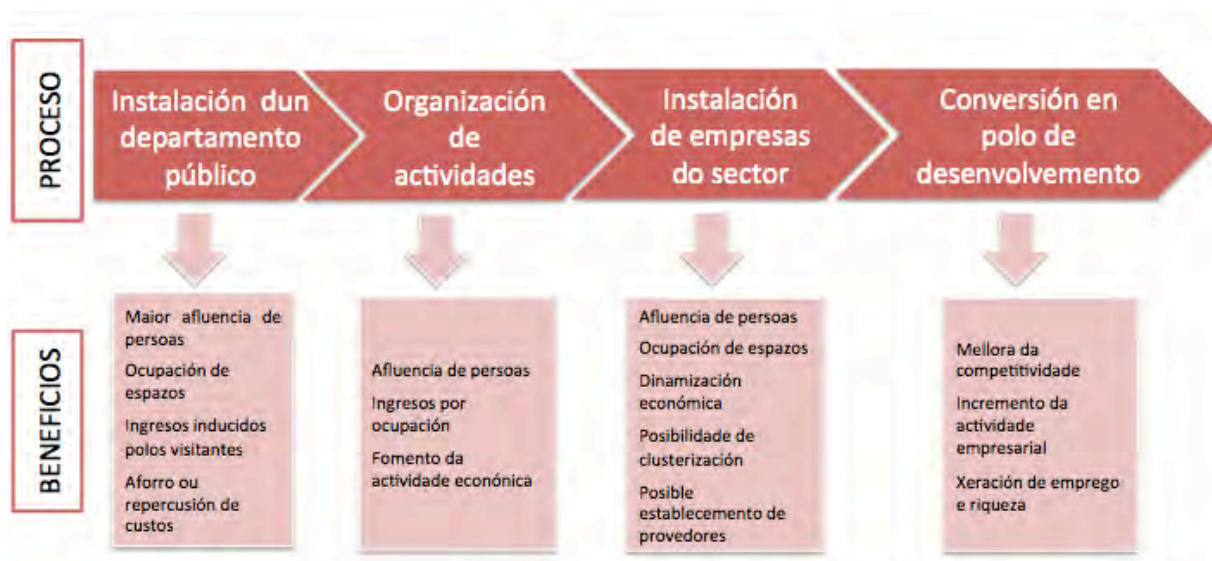 PROCESO
Instalación dun
departamento
público
Organización
de
actividades
Instalación
de empresas
do sector
Conversión en
polo de
desenvolvemento
BENEFICIOS
Maior afluencia de
persoas
Ocupación de
espazos
Ingresos inducidos
polos visitantes
Aforro ou
repercusión de
custos
Afluencia de persoas
Ingresos por
ocupación
Fomento da
actividade económica
Afluencia de persoas
Ocupación de espazos
Dinamización
económica
Posibilidade de
clusterización
Posible
establecemento de
provedores
Mellora da
competitividade
Incremento da
actividade
empresarial
Xeración de emprego
e riqueza